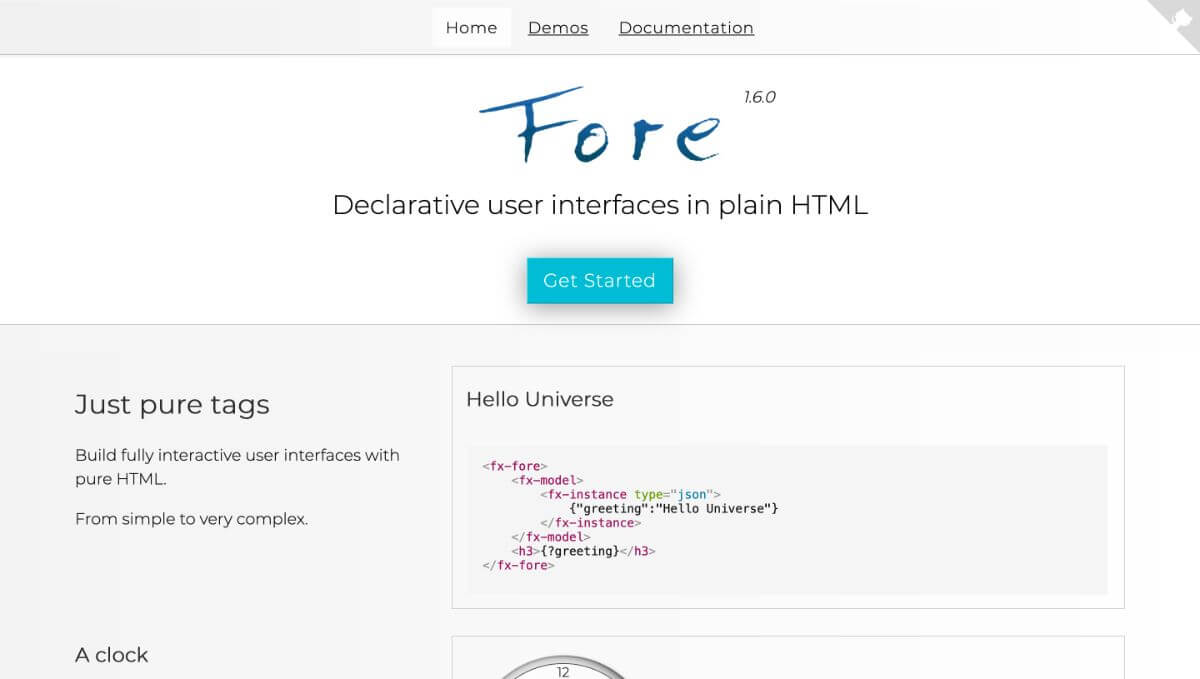 Home Demos Documentation
Fore 1.6.0
Declarative user interfaces in plain HTML
Get Started
Just pure tags
Build fully interactive user interfaces with
pure HTML.
From simple to very complex.
Hello Universe
<fx-fore>
    <fx-model>
        <fx-instance type="json">
            {"greeting":"Hello Universe"}
        </fx-instance>
    </fx-model>
    <h3>{?greeting}</h3>
</fx-fore>
A clock
12